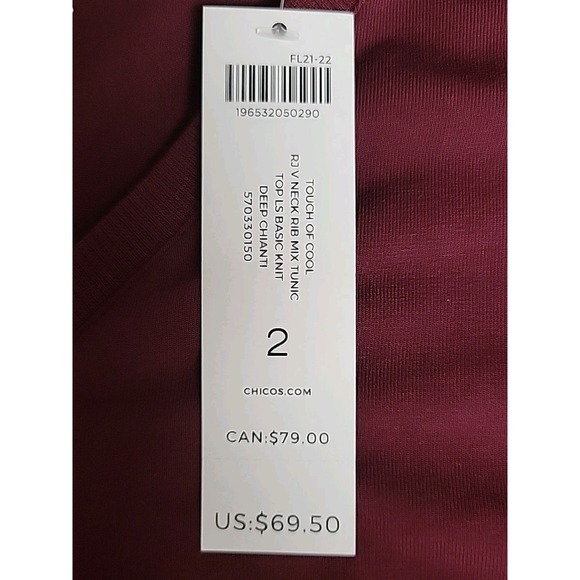 FL21-22
196532050290
TOUCH OF COOL
RJ V NECK RIB MIX TUNIC
TOP LS BASIC KNIT
DEEP CHIANTI
570330150
2
CHICOS.COM
CAN:$79.00
US:$69.50